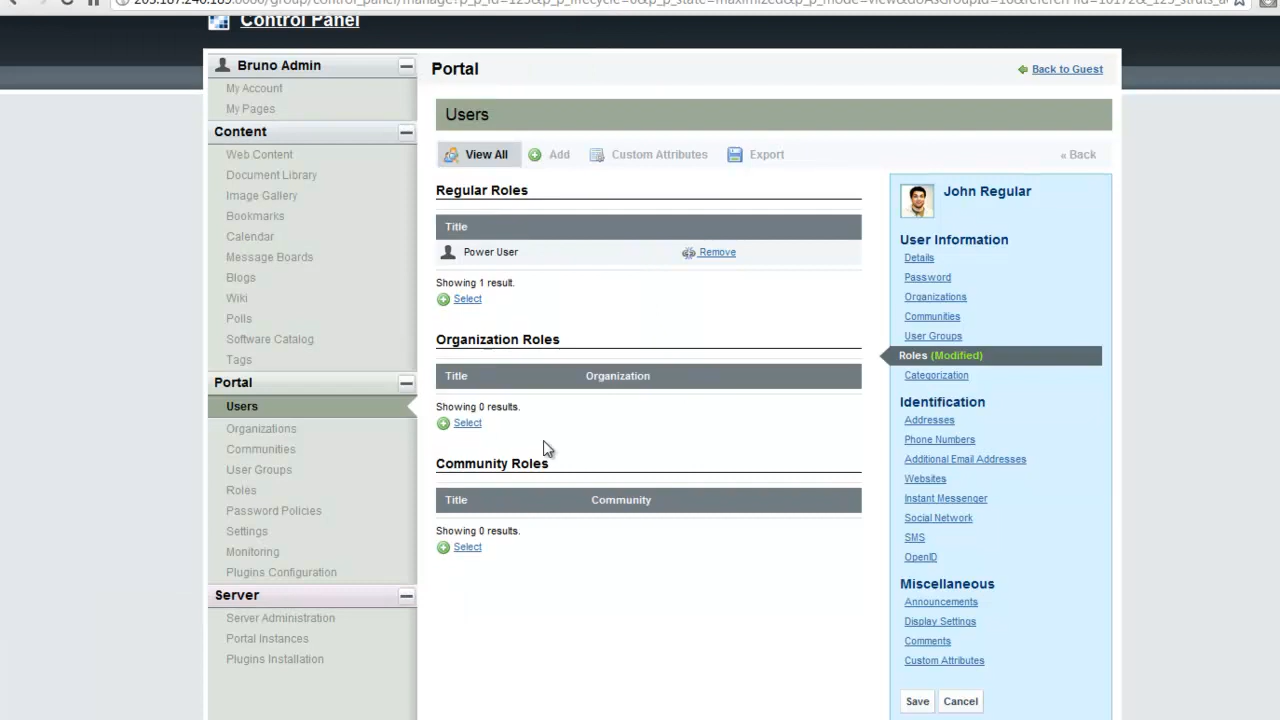 Control Panel
Bruno Admin
My Account
My Pages
Content
Web Content
Document Library
Image Gallery
Bookmarks
Calendar
Message Boards
Blogs
Wiki
Polls
Software Catalog
Tags
Portal
Users
Organizations
Communities
User Groups
Roles
Password Policies
Settings
Monitoring
Plugins Configuration
Server
Server Administration
Portal Instances
Plugins Installation
Portal
Back to Guest
Users
View All Add Custom Attributes Export « Back
Regular Roles
Title
Power User Remove
Showing 1 result.
Select
Organization Roles
Title Organization
Showing 0 results.
Select
Community Roles
Title Community
Showing 0 results.
Select
John Regular
User Information
Details
Password
Organizations
Communities
User Groups
Roles (Modified)
Categorization
Identification
Addresses
Phone Numbers
Additional Email Addresses
Websites
Instant Messenger
Social Network
SMS
OpenID
Miscellaneous
Announcements
Display Settings
Comments
Custom Attributes
Save Cancel